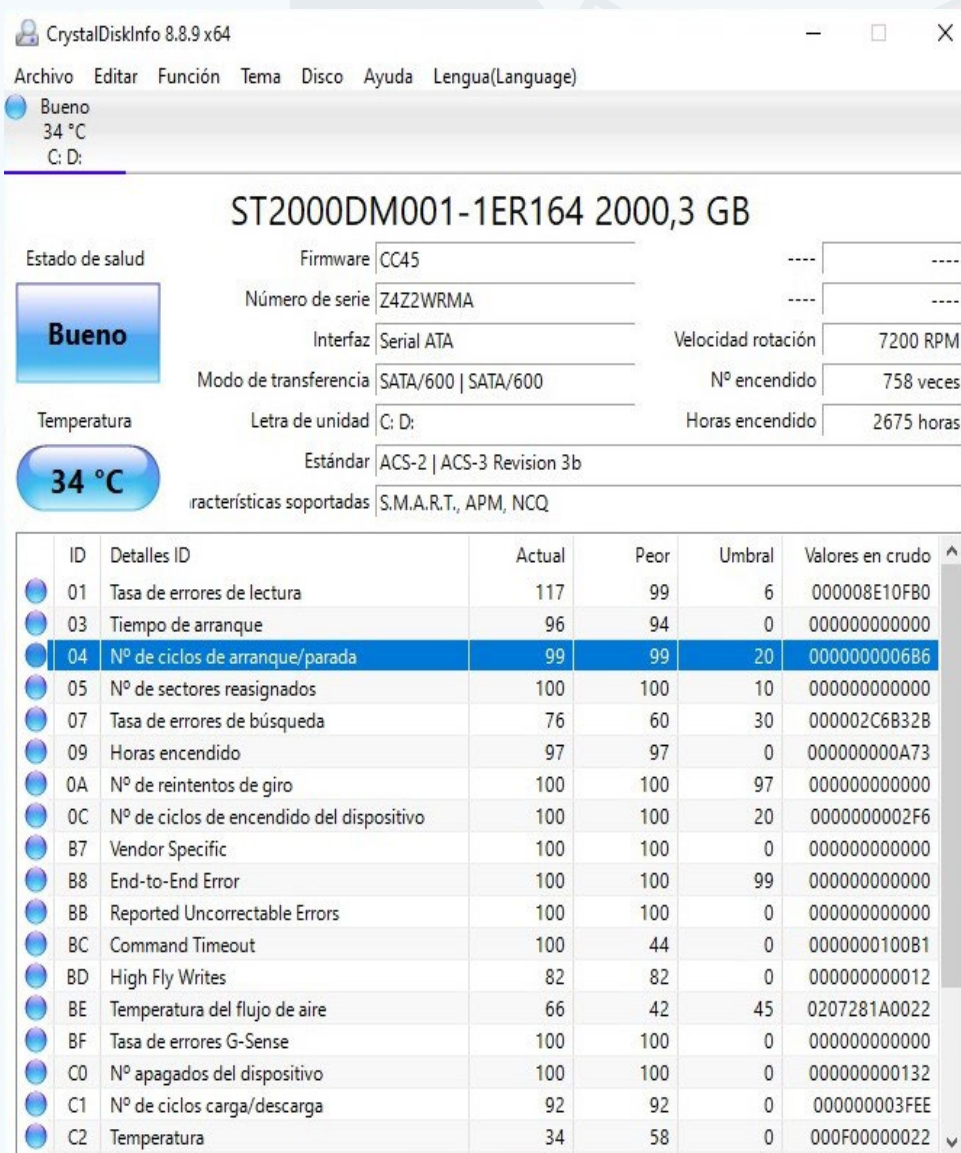 CrystalDiskInfo 8.8.9 x64
Archivo Editar Función Tema Disco Ayuda Lengua(Language)
Bueno
34 °C
C: D:
ST2000DM001-1ER164 2000,3 GB
Estado de salud
Bueno
Temperatura
34 °C
Firmware CC45 ---- ----
Número de serie Z4Z2WRMA ---- ----
Interfaz Serial ATA Velocidad rotación 7200 RPM
Modo de transferencia SATA/600 | SATA/600 Nº encendido 758 veces
Letra de unidad C: D: Horas encendido 2675 horas
Estándar ACS-2 | ACS-3 Revision 3b
racterísticas soportadas S.M.A.R.T., APM, NCQ
ID Detalles ID Actual Peor Umbral Valores en crudo
01 Tasa de errores de lectura 117 99 6 000008E10FB0
03 Tiempo de arranque 96 94 0 000000000000
04 Nº de ciclos de arranque/parada 99 99 20 0000000006B6
05 Nº de sectores reasignados 100 100 10 000000000000
07 Tasa de errores de búsqueda 76 60 30 000002C6B32B
09 Horas encendido 97 97 0 000000000A73
0A Nº de reintentos de giro 100 100 97 000000000000
0C Nº de ciclos de encendido del dispositivo 100 100 20 0000000002F6
B7 Vendor Specific 100 100 0 000000000000
B8 End-to-End Error 100 100 99 000000000000
BB Reported Uncorrectable Errors 100 100 0 000000000000
BC Command Timeout 100 44 0 0000000100B1
BD High Fly Writes 82 82 0 000000000012
BE Temperatura del flujo de aire 66 42 45 0207281A0022
BF Tasa de errores G-Sense 100 100 0 000000000000
C0 Nº apagados del dispositivo 100 100 0 000000000132
C1 Nº de ciclos carga/descarga 92 92 0 000000003FEE
C2 Temperatura 34 58 0 000F00000022